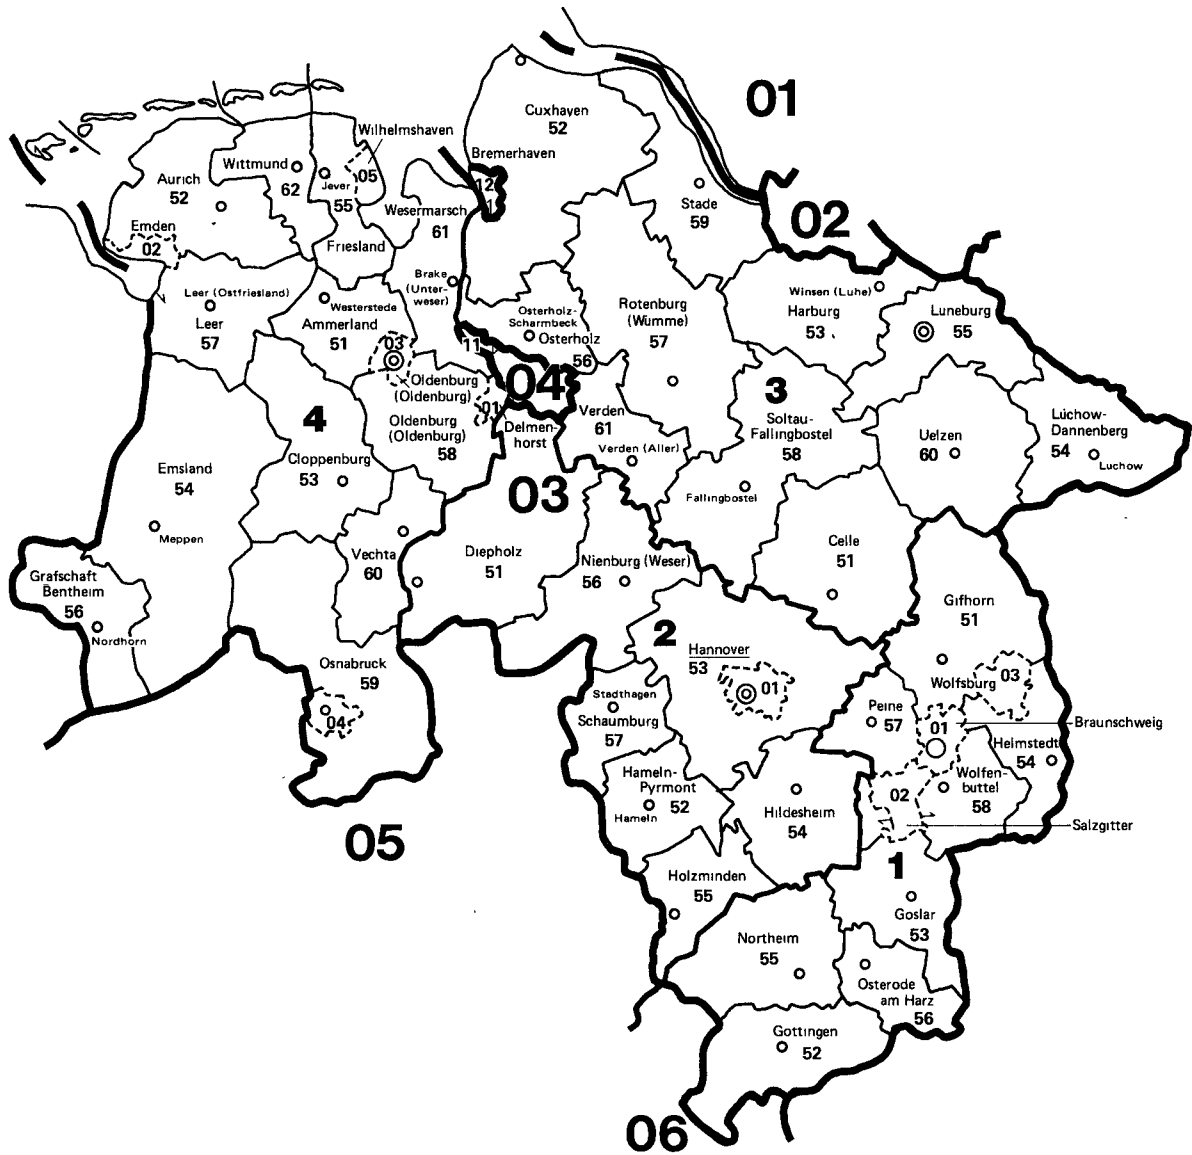 01
Cuxhaven
52
Wilhelmshaven
Bremerhaven
12
1
Wittmund
62
Jever
55
05
Aurich
52
Stade
59
02
Wesermarsch
61
Emden
02
Friesland
Brake
(Unter-
weser)
Leer (Ostfriesland)
Leer
57
Westerstede
Ammerland
51
03
Winsen (Luhe)
Harburg
53
Luneburg
55
Rotenburg
(Wumme)
57
Osterholz-
Scharmbeck
Osterholz
56
11
04
Oldenburg
(Oldenburg)
01
Delmen-
horst
Oldenburg
(Oldenburg)
58
Verden
61
Verden (Aller)
3
Soltau-
Fallingbostel
58
Fallingbostel
Uelzen
60
Lüchow-
Dannenberg
54
Luchow
4
Cloppenburg
53
Emsland
54
Meppen
03
Vechta
60
Diepholz
51
Nienburg (Weser)
56
Celle
51
Grafschaft
Bentheim
56
Nordhorn
Gifhorn
51
2
Hannover
53
01
Osnabruck
59
04
Stadthagen
Schaumburg
57
Peine
57
Wolfsburg
03
1
01
Braunschweig
Helmstedt
54
Hameln-
Pyrmont
52
Hameln
Hildesheim
54
02
Wolfen-
buttel
58
Salzgitter
05
1
Holzminden
55
Goslar
53
Northeim
55
Osterode
am Harz
56
Gottingen
52
06